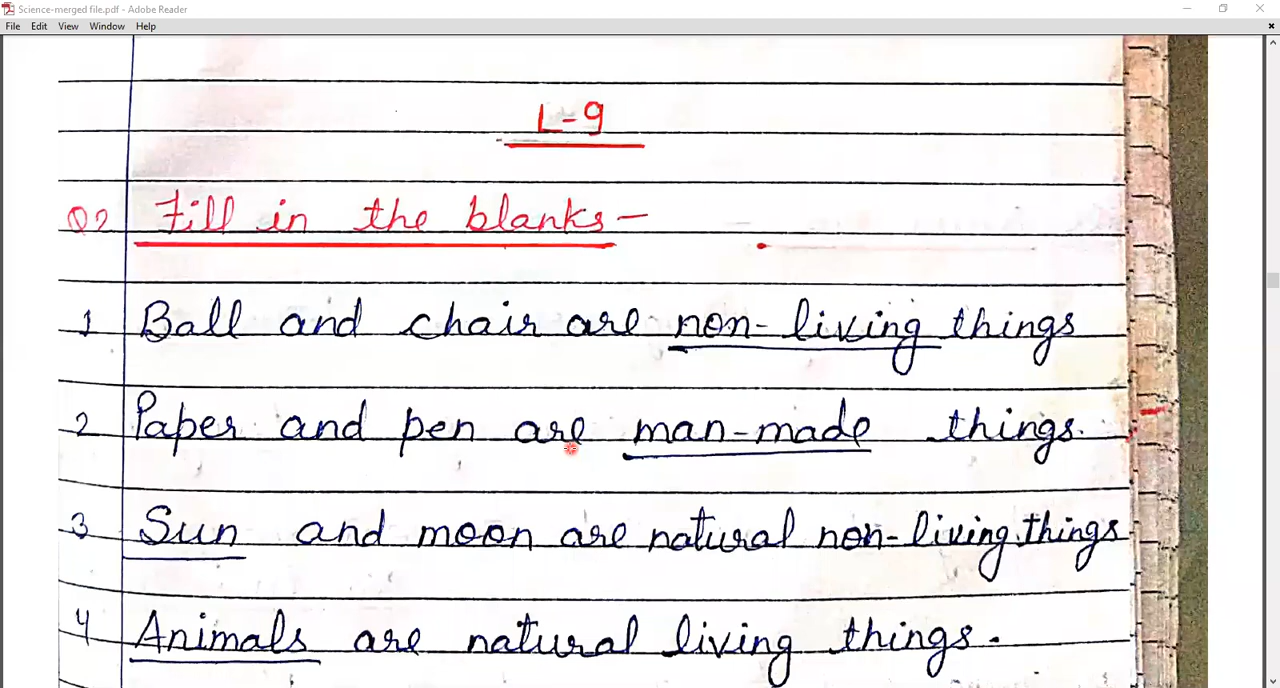 Science-merged file.pdf - Adobe Reader
File Edit View Window Help
L-9
Q2 Fill in the blanks-
1 Ball and chair are non-living things
2 Paper and pen are man-made things.
3 Sun and moon are natural non-living things
4 Animals are natural living things.